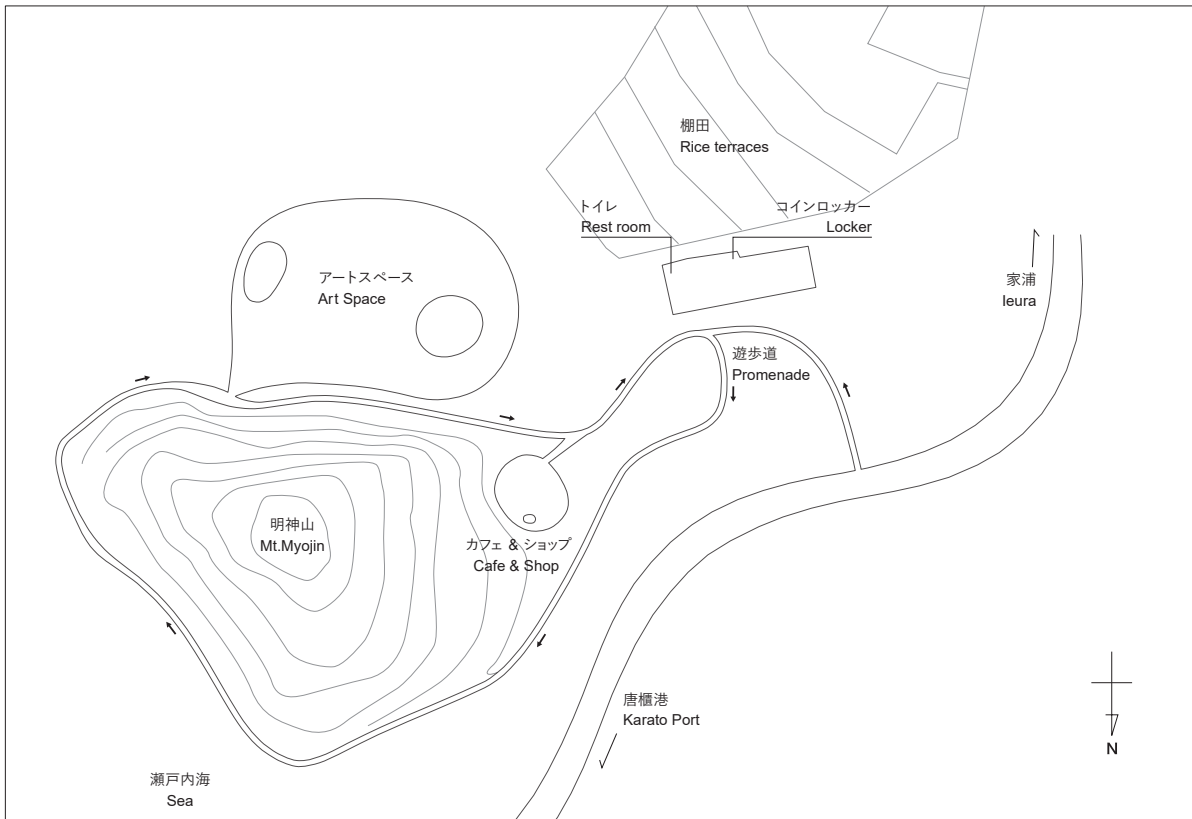 棚田
Rice terraces
トイレ
Rest room
コインロッカー
Locker
アートスペース
Art Space
家浦
Ieura
遊歩道
Promenade
明神山
Mt.Myojin
カフェ & ショップ
Cafe & Shop
唐櫃港
Karato Port
N
瀬戸内海
Sea